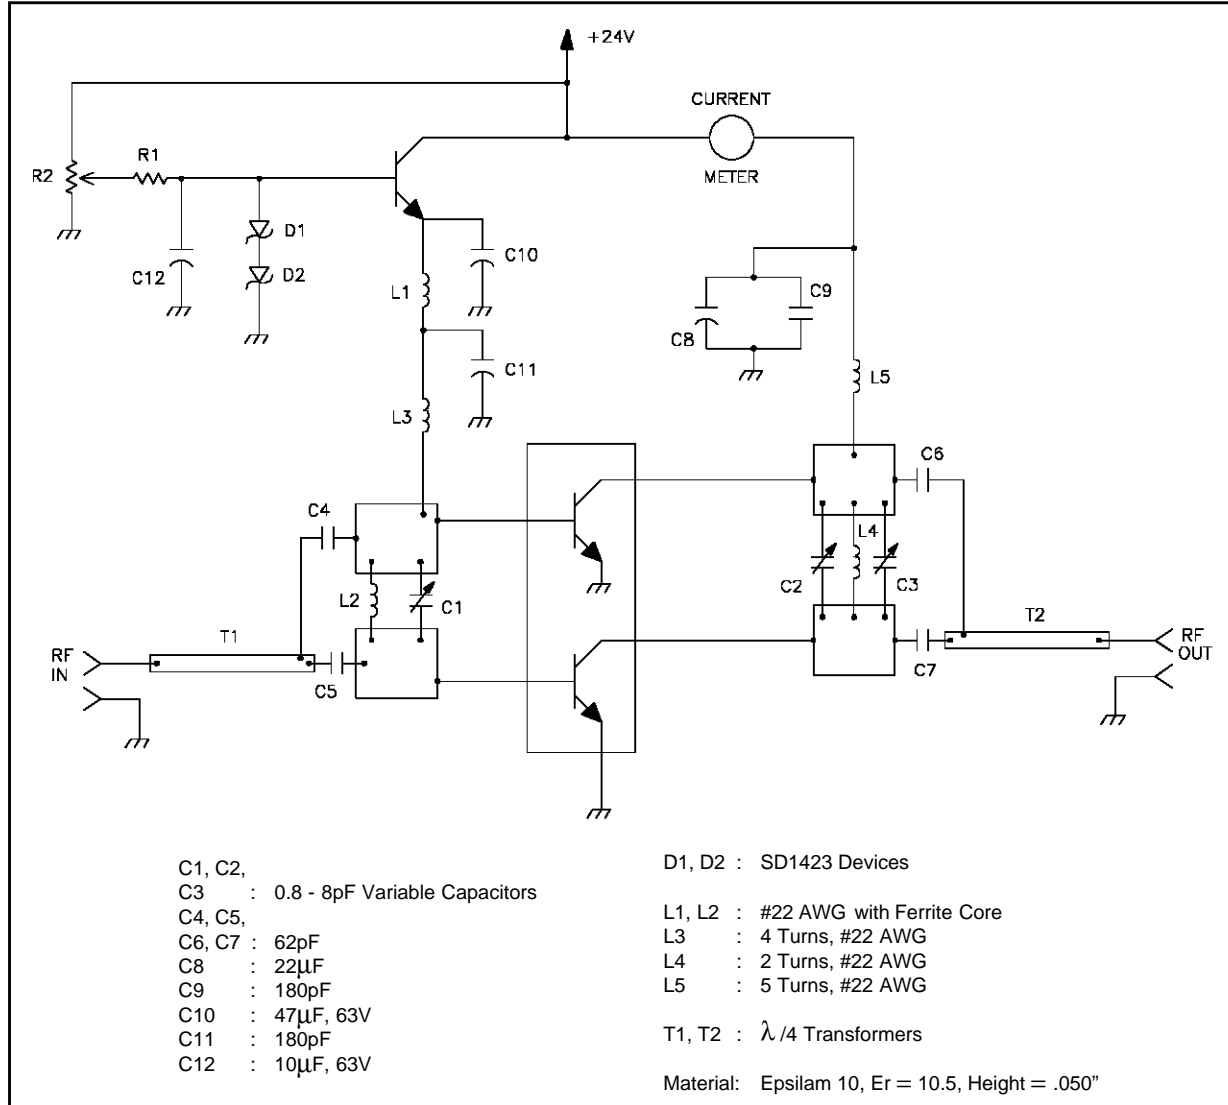 +24V
CURRENT
METER
R1
R2
D1
C12
D2
C10
L1
C9
C8
C11
L5
L3
C6
C4
L4
L2
C1
C2
C3
T1
T2
RF
IN
RF
OUT
C5
C7
C1, C2,
C3 : 0.8 - 8pF Variable Capacitors
C4, C5,
C6, C7 : 62pF
C8 : 22μF
C9 : 180pF
C10 : 47μF, 63V
C11 : 180pF
C12 : 10μF, 63V
D1, D2 : SD1423 Devices
L1, L2 : #22 AWG with Ferrite Core
L3 : 4 Turns, #22 AWG
L4 : 2 Turns, #22 AWG
L5 : 5 Turns, #22 AWG
T1, T2 : λ /4 Transformers
Material: Epsilam 10, Er = 10.5, Height = .050”